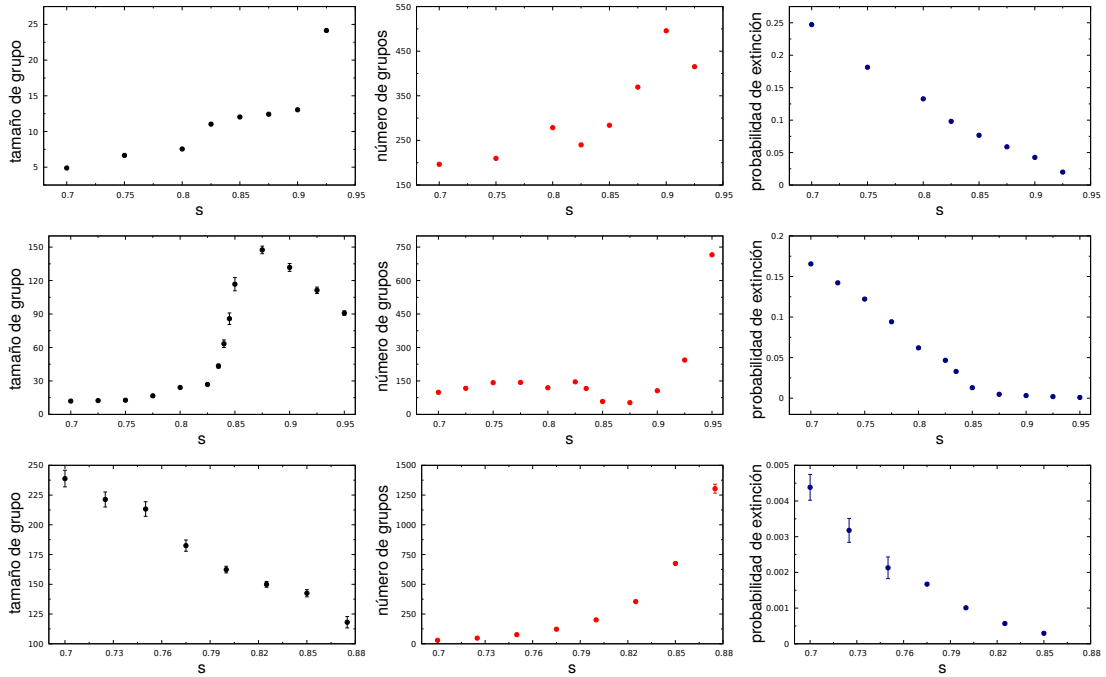 tamaño de grupo
25
20
15
10
5
0.7 0.75 0.8 0.85 0.9 0.95
s
número de grupos
550
450
350
250
150
0.7 0.75 0.8 0.85 0.9 0.95
s
probabilidad de extinción
0.25
0.2
0.15
0.1
0.05
0
0.7 0.75 0.8 0.85 0.9 0.95
s
tamaño de grupo
150
120
90
60
30
0
0.7 0.75 0.8 0.85 0.9 0.95
s
número de grupos
750
600
450
300
150
0
0.7 0.75 0.8 0.85 0.9 0.95
s
probabilidad de extinción
0.2
0.15
0.1
0.05
0
0.7 0.75 0.8 0.85 0.9 0.95
s
tamaño de grupo
250
225
200
175
150
125
100
0.7 0.73 0.76 0.79 0.82 0.85 0.88
s
número de grupos
1500
1250
1000
750
500
250
0
0.7 0.73 0.76 0.79 0.82 0.85 0.88
s
probabilidad de extinción
0.005
0.004
0.003
0.002
0.001
0
0.7 0.73 0.76 0.79 0.82 0.85 0.88
s